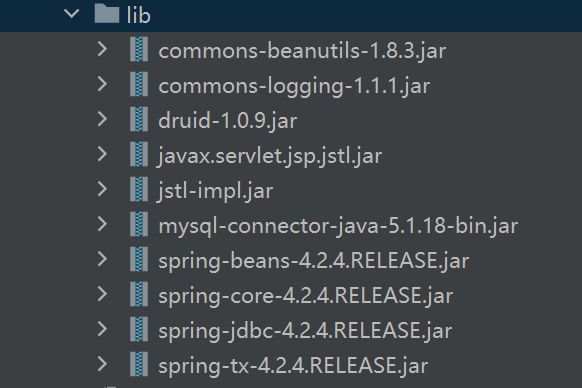 lib
commons-beanutils-1.8.3.jar
commons-logging-1.1.1.jar
druid-1.0.9.jar
javax.servlet.jsp.jstl.jar
jstl-impl.jar
mysql-connector-java-5.1.18-bin.jar
spring-beans-4.2.4.RELEASE.jar
spring-core-4.2.4.RELEASE.jar
spring-jdbc-4.2.4.RELEASE.jar
spring-tx-4.2.4.RELEASE.jar